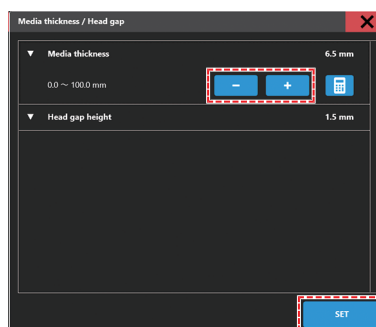 Media thickness / Head gap
▼ Media thickness 6.5 mm
0.0 ～ 100.0 mm − +
▼ Head gap height 1.5 mm
SET